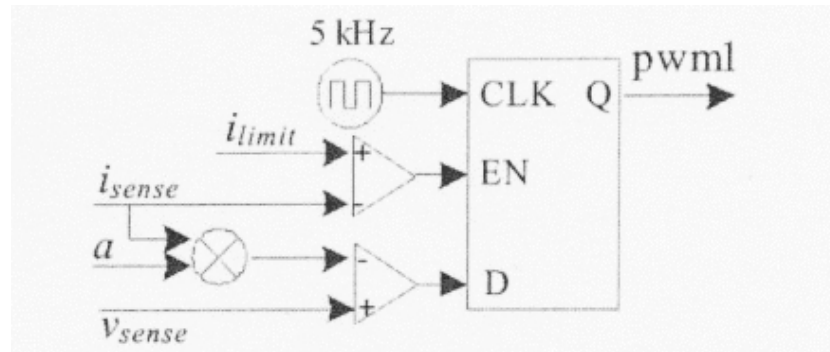 5 kHz
pwml
CLK Q
i_limit
+
EN
i_sense
-
a
-
D
+
v_sense